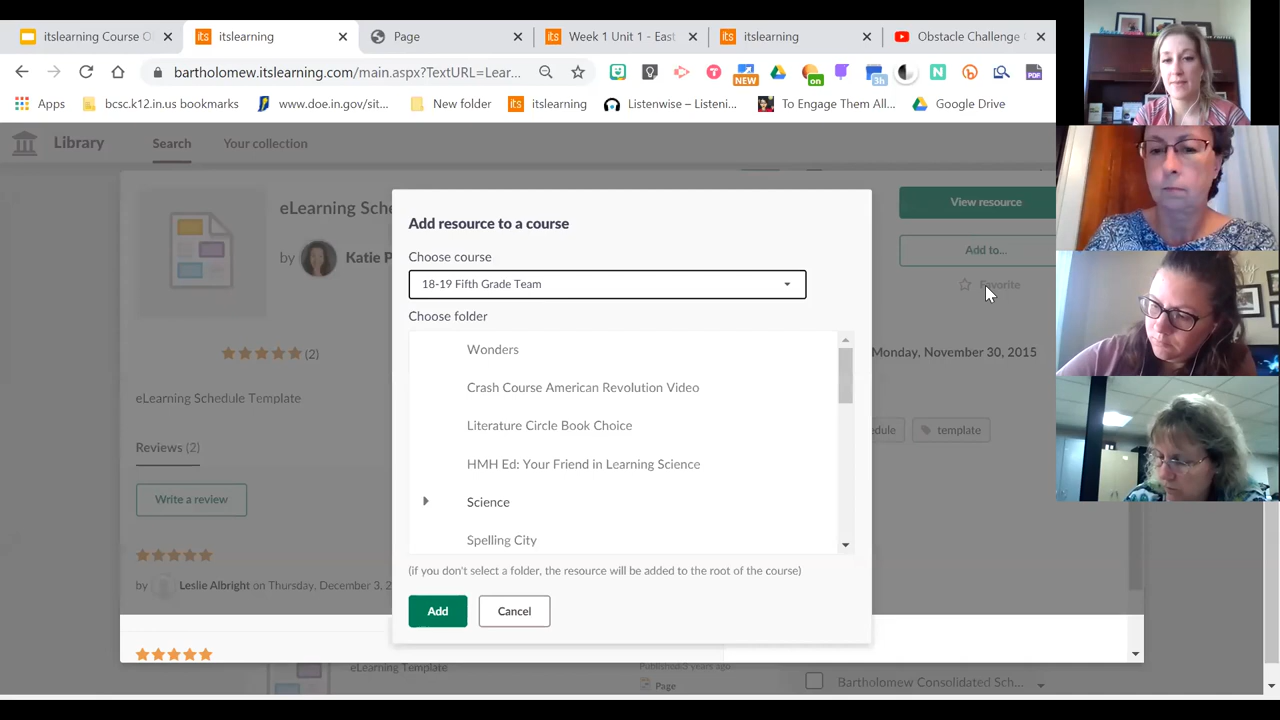 itslearning Course O
itslearning
Page
Week 1 Unit 1 - East
itslearning
Obstacle Challenge
bartholomew.itslearning.com/main.aspx?TextURL=Lear...
NEW
on
3h
PDF
Apps
bcsc.k12.in.us bookmarks
www.doe.in.gov/sit...
New folder
itslearning
Listenwise – Listeni...
To Engage Them All...
Google Drive
Library
Search
Your collection
eLearning Sche
by Katie P
View resource
Add to...
Favorite
(2)
Monday, November 30, 2015
eLearning Schedule Template
edule
template
Reviews (2)
Write a review
by Leslie Albright on Thursday, December 3, 2
Add resource to a course
Choose course
18-19 Fifth Grade Team
Choose folder
Wonders
Crash Course American Revolution Video
Literature Circle Book Choice
HMH Ed: Your Friend in Learning Science
Science
Spelling City
(if you don't select a folder, the resource will be added to the root of the course)
Add
Cancel
eLearning Template
Published:5 years ago
Page
Bartholomew Consolidated Sch...